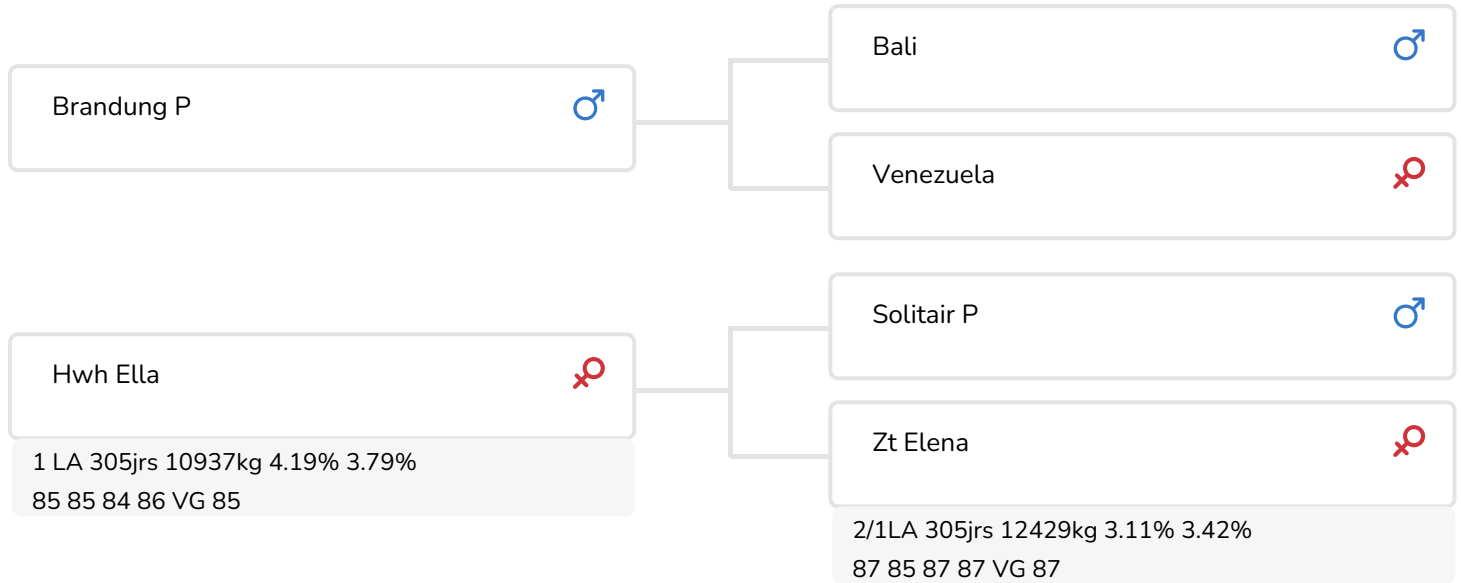 Brandung P
Bali
Venezuela
Hwh Ella
1 LA 305jrs 10937kg 4.19% 3.79%
85 85 84 86 VG 85
Solitair P
Zt Elena
2/1LA 305jrs 12429kg 3.11% 3.42%
87 85 87 87 VG 87